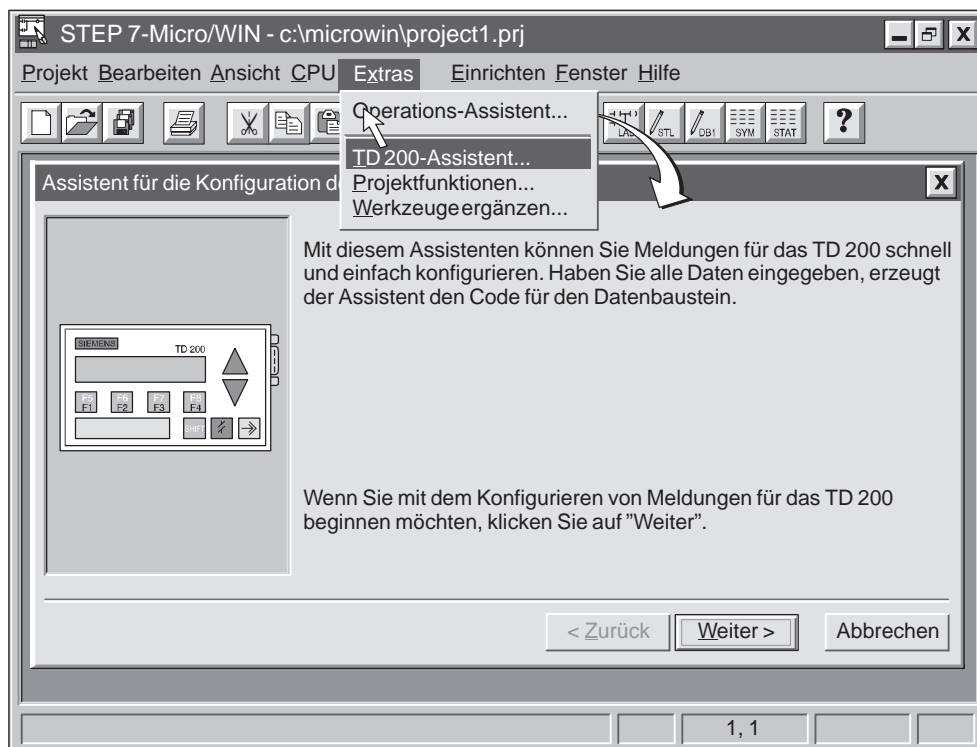 STEP 7-Micro/WIN - c:\microwin\project1.prj
Projekt Bearbeiten Ansicht CPU Extras Einrichten Fenster Hilfe
Operations-Assistent...
TD 200-Assistent...
Projektfunktionen...
Werkzeuge ergänzen...
LAD STL DB1 SYM STAT ?
Assistent für die Konfiguration d
Mit diesem Assistenten können Sie Meldungen für das TD 200 schnell
und einfach konfigurieren. Haben Sie alle Daten eingegeben, erzeugt
der Assistent den Code für den Datenbaustein.
SIEMENS
TD 200
F5 F6 F7 F8
F1 F2 F3 F4
SHIFT
Wenn Sie mit dem Konfigurieren von Meldungen für das TD 200
beginnen möchten, klicken Sie auf ”Weiter”.
< Zurück Weiter > Abbrechen
1, 1